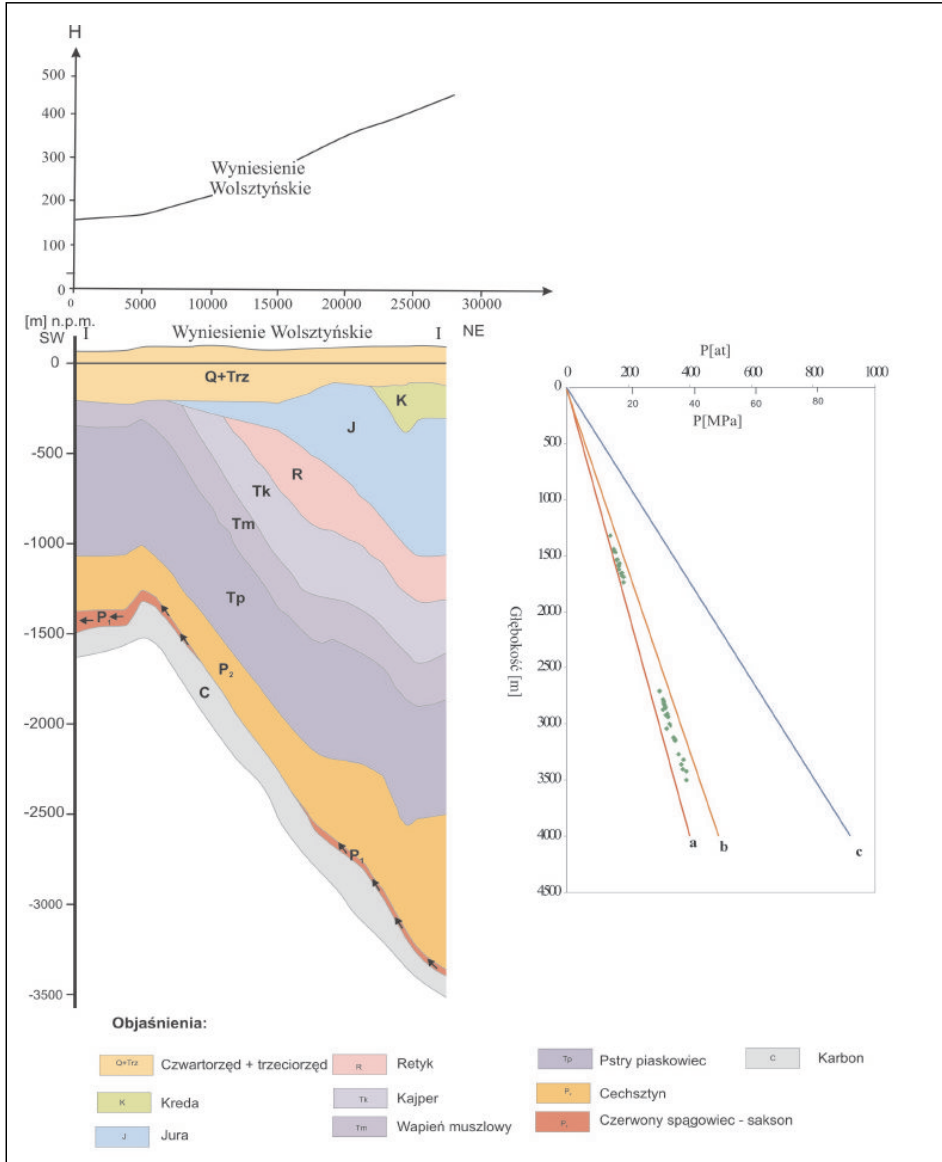 H
500
400
300
200
100
0
Wyniesienie
Wolsztyńskie
0 5000 10000 15000 20000 25000 30000
[m] n.p.m.
SW I Wyniesienie Wolsztyńskie I NE
0
-500
-1000
-1500
-2000
-2500
-3000
-3500
Q+Trz
K
J
R
Tk
Tm
Tp
P1
P2
C
P1
P[at]
0 200 400 600 800 1000
20 40 60 80
P[MPa]
0
500
1000
1500
2000
2500
3000
3500
4000
4500
Głębokość [m]
a b c
Objaśnienia:
Q+Trz Czwartorzęd + trzeciorzęd
K Kreda
J Jura
R Retyk
Tk Kajper
Tm Wapień muszlowy
Tp Pstry piaskowiec
P2 Cechsztyn
P1 Czerwony spągowiec - sakson
C Karbon